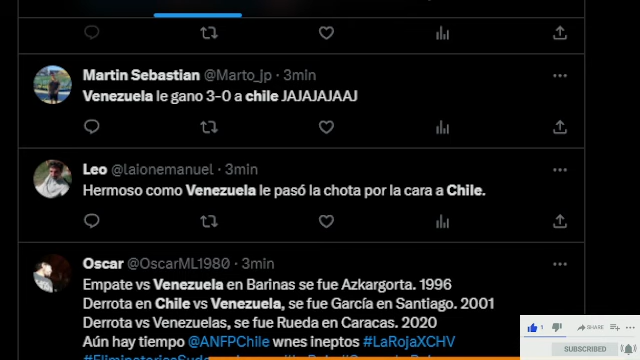 Martin Sebastian @Marto_jp · 3min
Venezuela le gano 3-0 a chile JAJAJAJAAJ
Leo @laionemanuel · 3min
Hermoso como Venezuela le pasó la chota por la cara a Chile.
Oscar @OscarML1980 · 3min
Empate vs Venezuela en Barinas se fue Azkargorta. 1996
Derrota en Chile vs Venezuela, se fue García en Santiago. 2001
Derrota vs Venezuelas, se fue Rueda en Caracas. 2020
Aún hay tiempo @ANFPChile wnes ineptos #LaRojaXCHV
1 SHARE
SUBSCRIBED